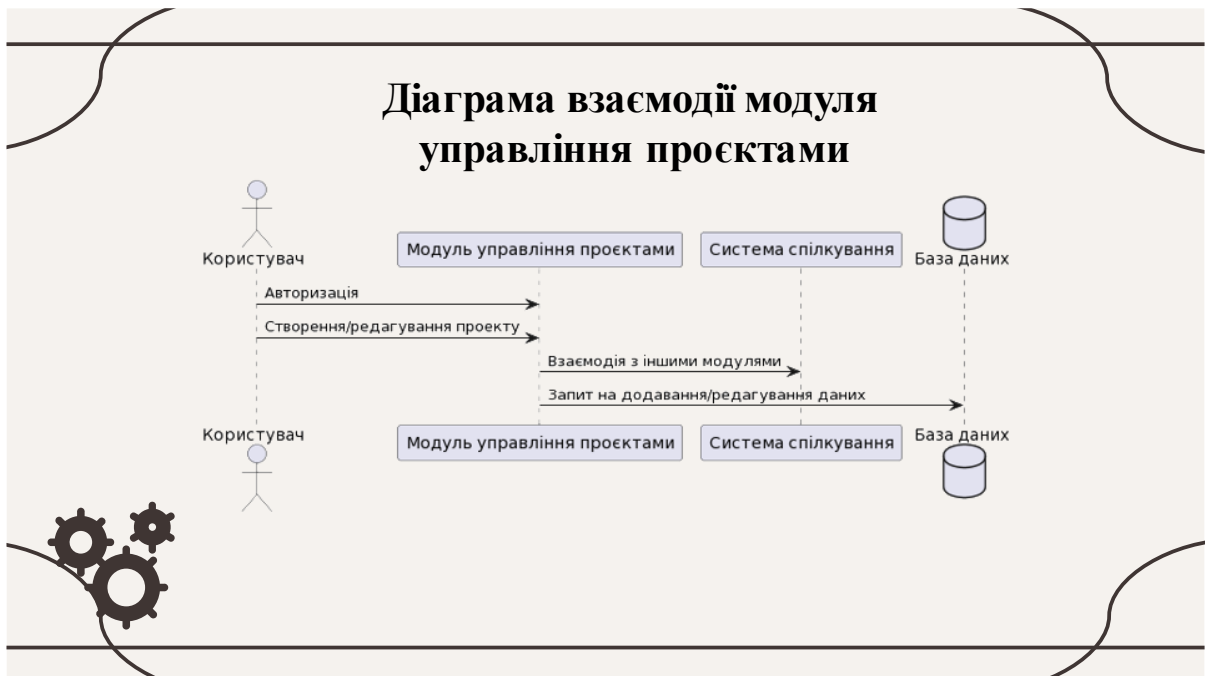 Діаграма взаємодії модуля
управління проєктами
Користувач
Модуль управління проєктами
Система спілкування
База даних
Авторизація
Створення/редагування проекту
Взаємодія з іншими модулями
Запит на додавання/редагування даних
Користувач
Модуль управління проєктами
Система спілкування
База даних